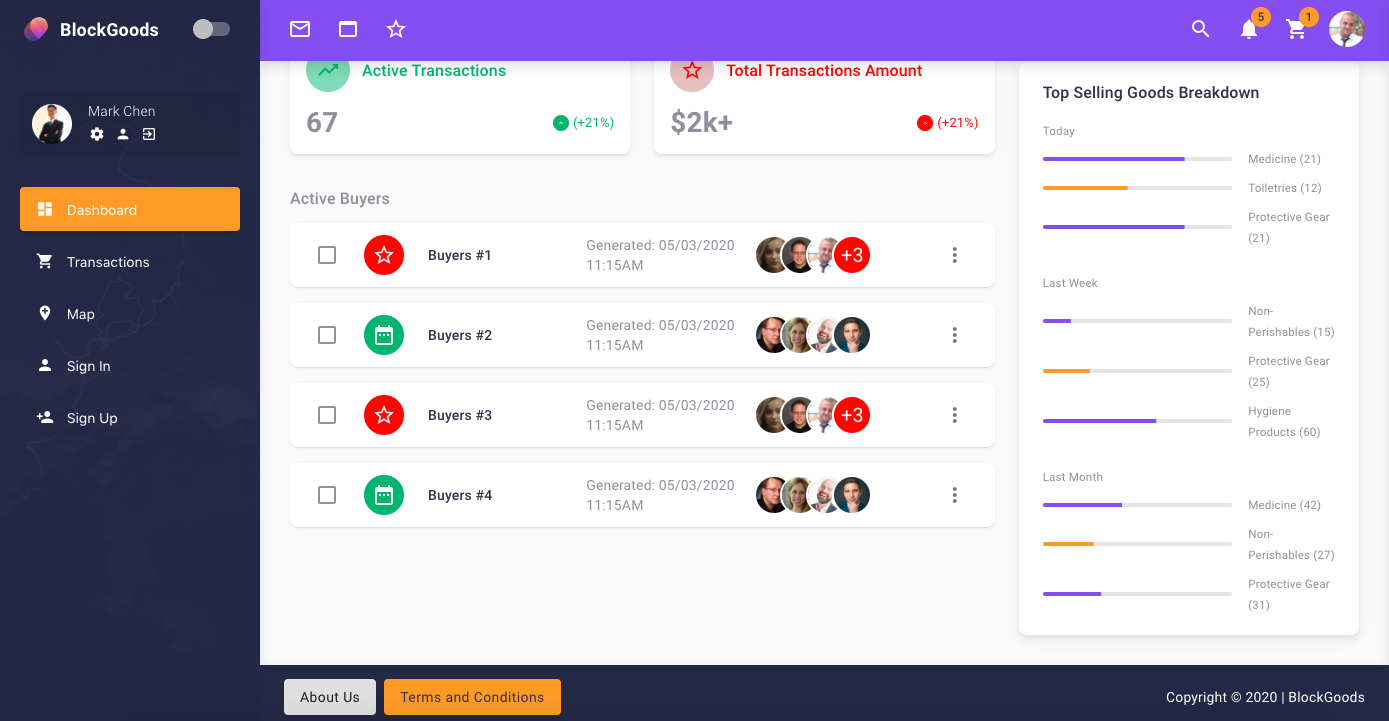 BlockGoods
5
1
Mark Chen
Dashboard
Transactions
Map
Sign In
Sign Up
Active Transactions
67
(+21%)
Total Transactions Amount
$2k+
(+21%)
Active Buyers
Buyers #1
Generated: 05/03/2020
11:15AM
+3
Buyers #2
Generated: 05/03/2020
11:15AM
Buyers #3
Generated: 05/03/2020
11:15AM
+3
Buyers #4
Generated: 05/03/2020
11:15AM
Top Selling Goods Breakdown
Today
Medicine (21)
Toiletries (12)
Protective Gear
(21)
Last Week
Non-
Perishables (15)
Protective Gear
(25)
Hygiene
Products (60)
Last Month
Medicine (42)
Non-
Perishables (27)
Protective Gear
(31)
About Us
Terms and Conditions
Copyright © 2020 | BlockGoods